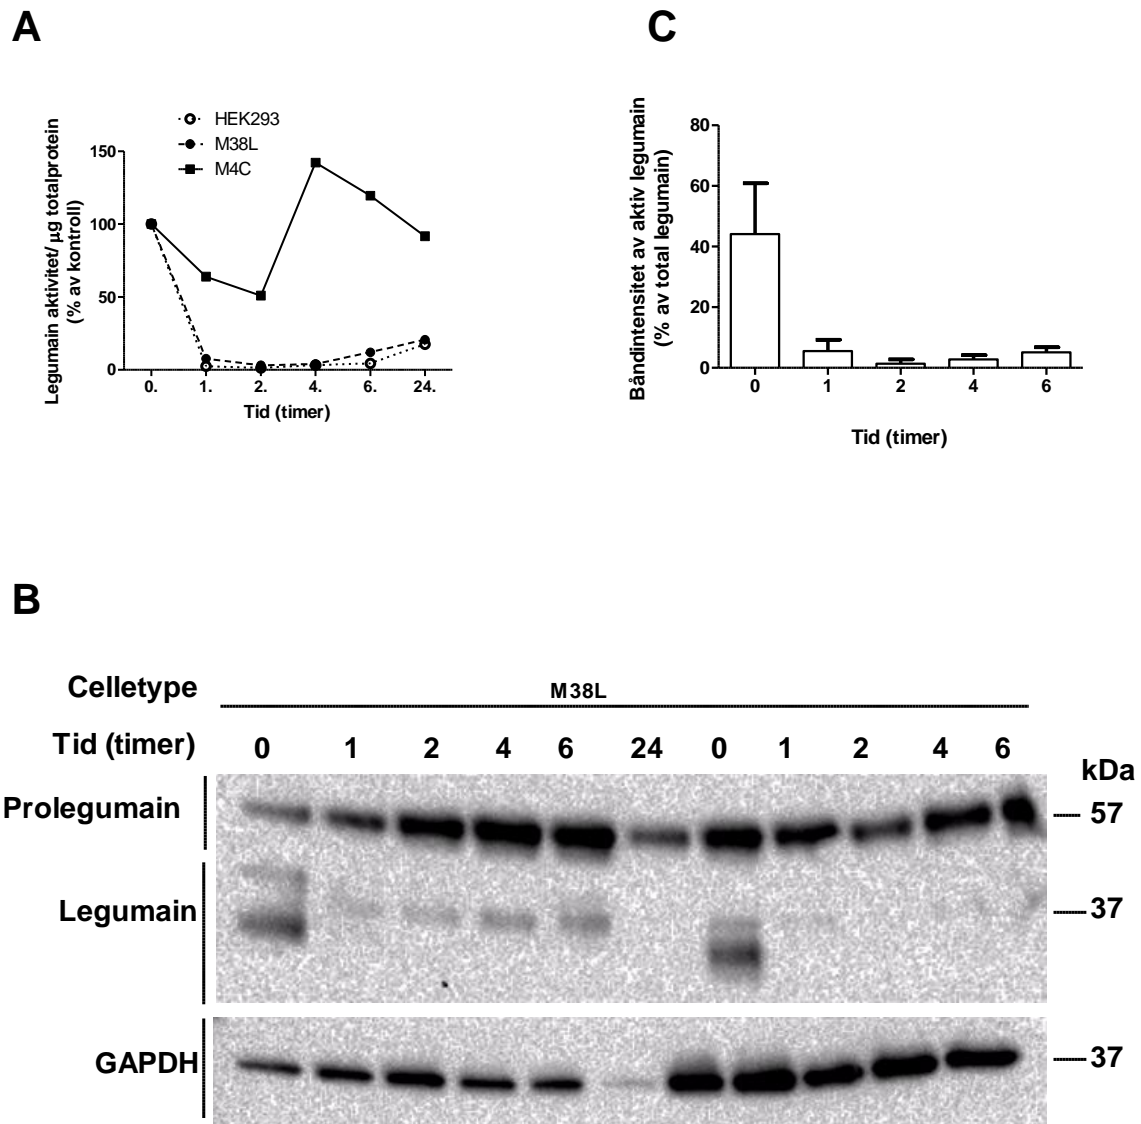 A
HEK293
M38L
M4C
Legumain aktivitet/ µg totalprotein
(% av kontroll)
150
100
50
0
0. 1. 2. 4. 6. 24.
Tid (timer)
C
Båndintensitet av aktiv legumain
(% av total legumain)
80
60
40
20
0
0 1 2 4 6
Tid (timer)
B
Celletype M38L
Tid (timer) 0 1 2 4 6 24 0 1 2 4 6
kDa
Prolegumain 57
Legumain 37
GAPDH 37